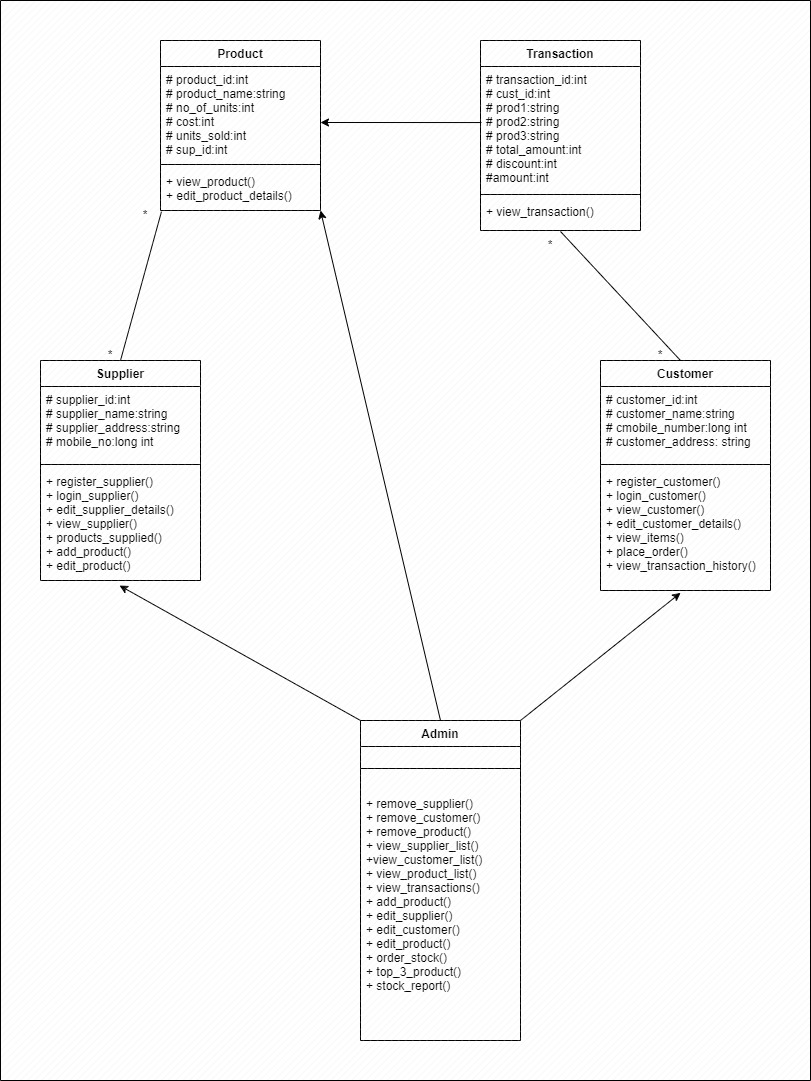 Product
# product_id:int
# product_name:string
# no_of_units:int
# cost:int
# units_sold:int
# sup_id:int
+ view_product()
+ edit_product_details()
Transaction
# transaction_id:int
# cust_id:int
# prod1:string
# prod2:string
# prod3:string
# total_amount:int
# discount:int
#amount:int
+ view_transaction()
*
*
*
*
Supplier
# supplier_id:int
# supplier_name:string
# supplier_address:string
# mobile_no:long int
+ register_supplier()
+ login_supplier()
+ edit_supplier_details()
+ view_supplier()
+ products_supplied()
+ add_product()
+ edit_product()
Customer
# customer_id:int
# customer_name:string
# cmobile_number:long int
# customer_address: string
+ register_customer()
+ login_customer()
+ view_customer()
+ edit_customer_details()
+ view_items()
+ place_order()
+ view_transaction_history()
Admin
+ remove_supplier()
+ remove_customer()
+ remove_product()
+ view_supplier_list()
+view_customer_list()
+ view_product_list()
+ view_transactions()
+ add_product()
+ edit_supplier()
+ edit_customer()
+ edit_product()
+ order_stock()
+ top_3_product()
+ stock_report()